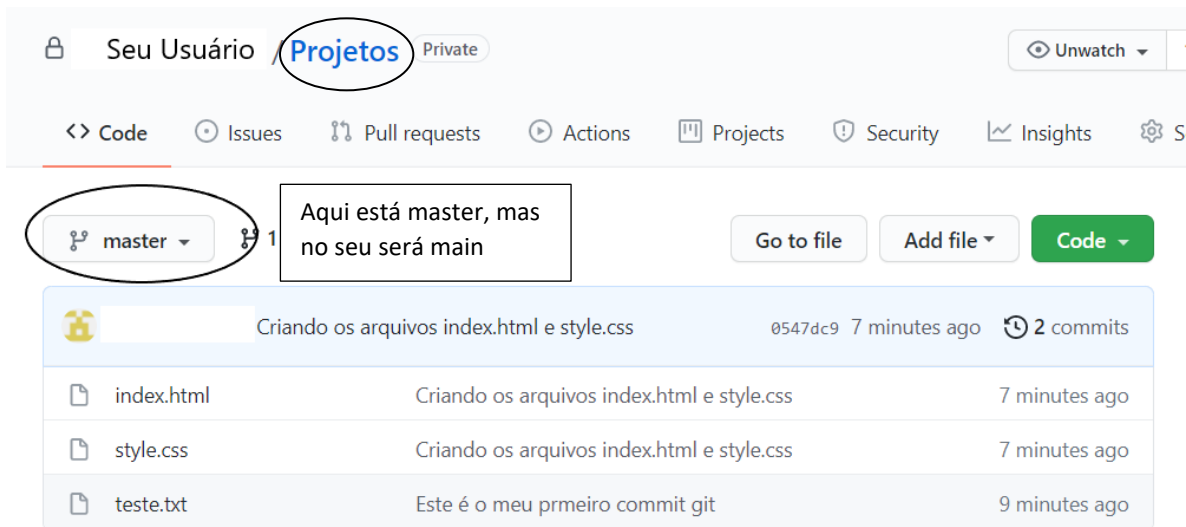 Seu Usuário / Projetos Private Unwatch
Code Issues Pull requests Actions Projects Security Insights S
master 1 Aqui está master, mas
no seu será main
Go to file Add file Code
Criando os arquivos index.html e style.css 0547dc9 7 minutes ago 2 commits
index.html Criando os arquivos index.html e style.css 7 minutes ago
style.css Criando os arquivos index.html e style.css 7 minutes ago
teste.txt Este é o meu prmeiro commit git 9 minutes ago